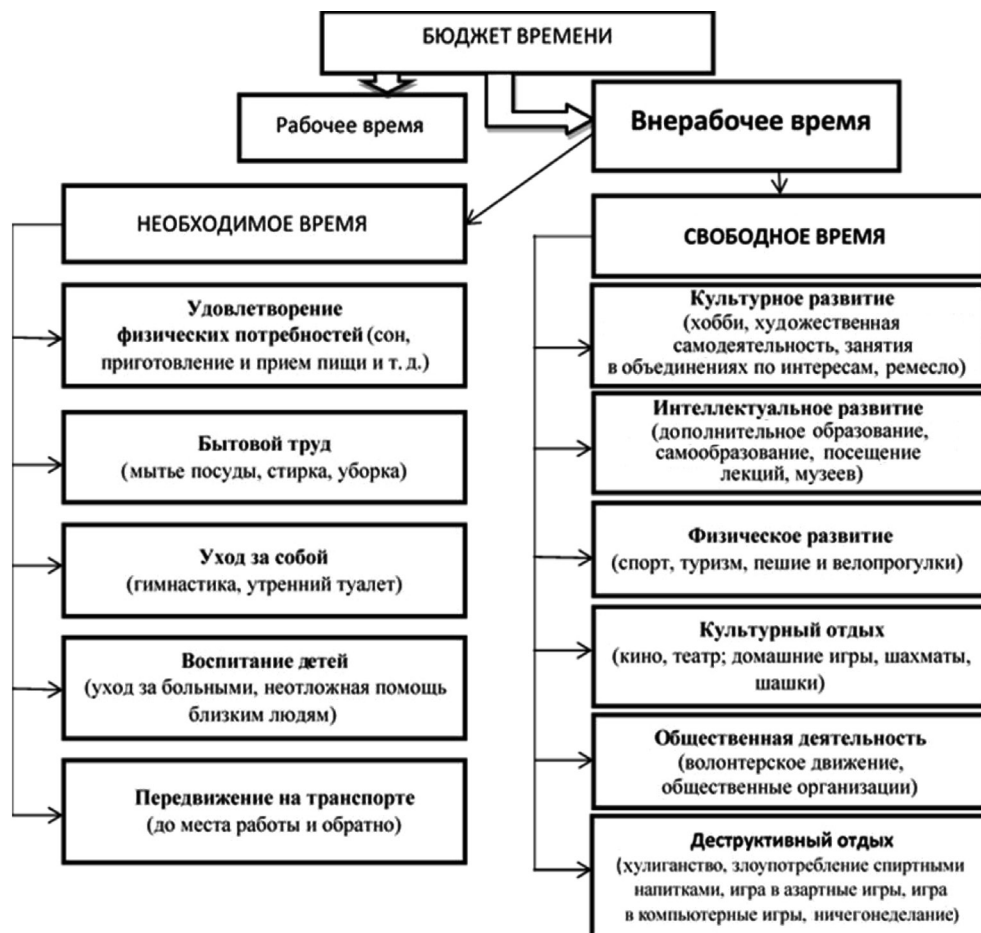 БЮДЖЕТ ВРЕМЕНИ
Рабочее время
Внерабочее время
НЕОБХОДИМОЕ ВРЕМЯ
Удовлетворение
физических потребностей (сон,
приготовление и прием пищи и т. д.)
Бытовой труд
(мытье посуды, стирка, уборка)
Уход за собой
(гимнастика, утренний туалет)
Воспитание детей
(уход за больными, неотложная помощь
близким людям)
Передвижение на транспорте
(до места работы и обратно)
СВОБОДНОЕ ВРЕМЯ
Культурное развитие
(хобби, художественная
самодеятельность, занятия
в объединениях по интересам, ремесло)
Интеллектуальное развитие
(дополнительное образование,
самообразование, посещение
лекций, музеев)
Физическое развитие
(спорт, туризм, пешие и велопрогулки)
Культурный отдых
(кино, театр; домашние игры, шахматы,
шашки)
Общественная деятельность
(волонтерское движение,
общественные организации)
Деструктивный отдых
(хулиганство, злоупотребление спиртными
напитками, игра в азартные игры, игра
в компьютерные игры, ничегонеделание)